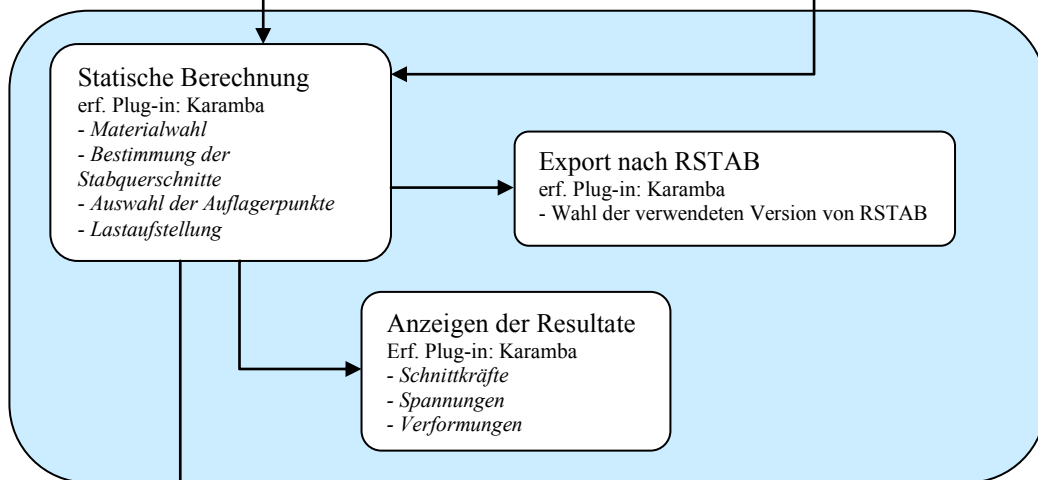 Statische Berechnung
erf. Plug-in: Karamba
- Materialwahl
- Bestimmung der
Stabquerschnitte
- Auswahl der Auflagerpunkte
- Lastaufstellung
Export nach RSTAB
erf. Plug-in: Karamba
- Wahl der verwendeten Version von RSTAB
Anzeigen der Resultate
Erf. Plug-in: Karamba
- Schnittkräfte
- Spannungen
- Verformungen